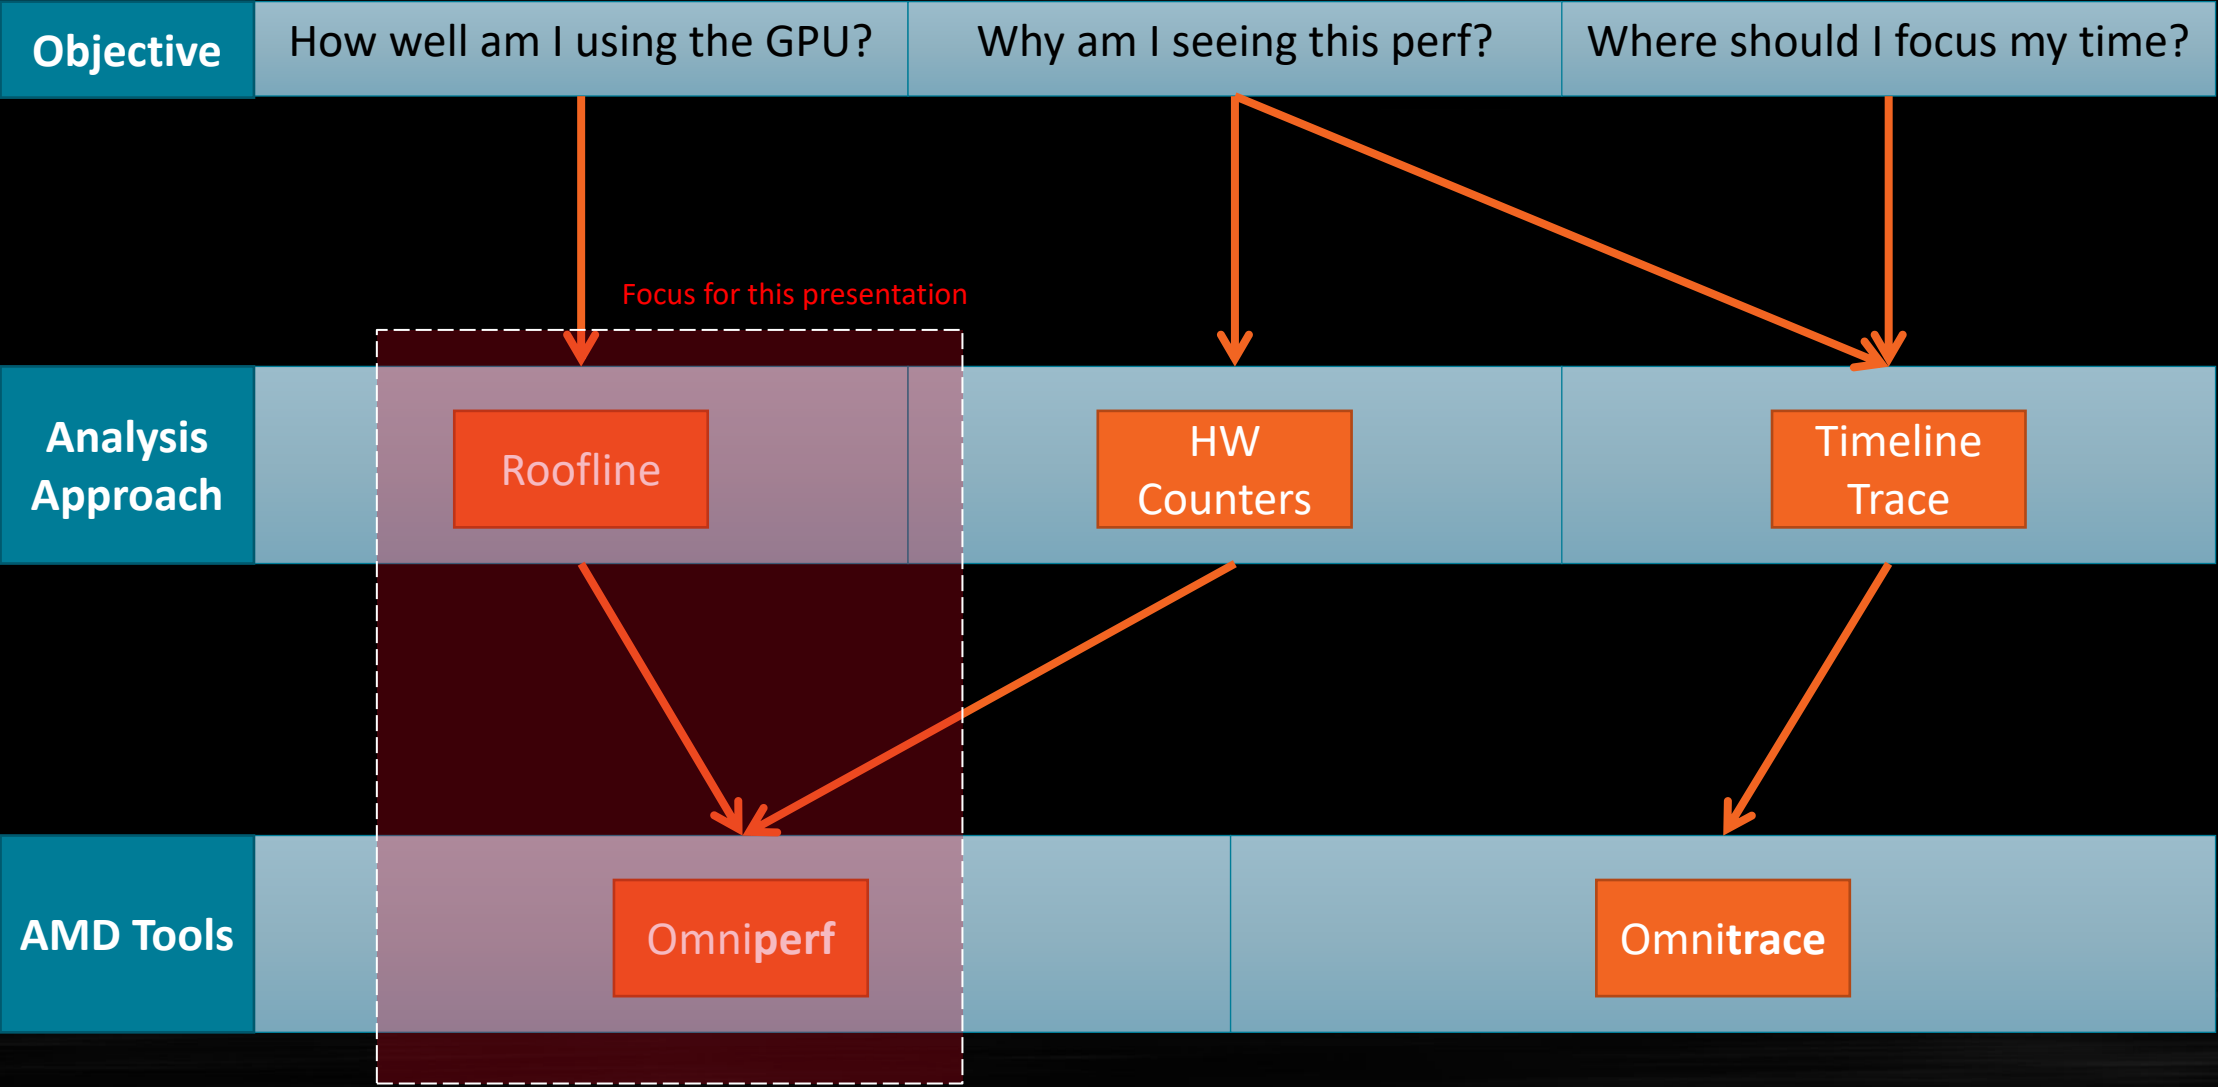 Objective
How well am I using the GPU?
Why am I seeing this perf?
Where should I focus my time?
Focus for this presentation
Analysis
Approach
Roofline
HW
Counters
Timeline
Trace
AMD Tools
Omniperf
Omnitrace